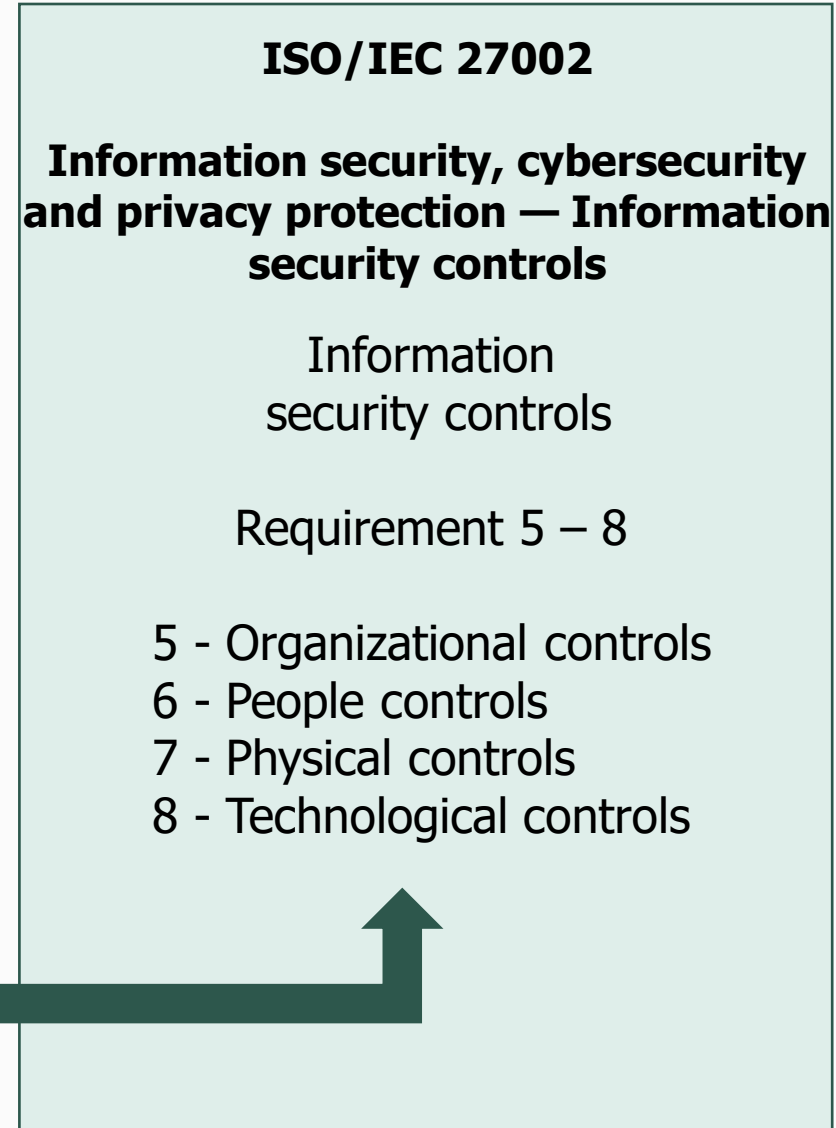 ISO/IEC 27002
Information security, cybersecurity
and privacy protection — Information
security controls
Information
security controls
Requirement 5 – 8
5 - Organizational controls
6 - People controls
7 - Physical controls
8 - Technological controls